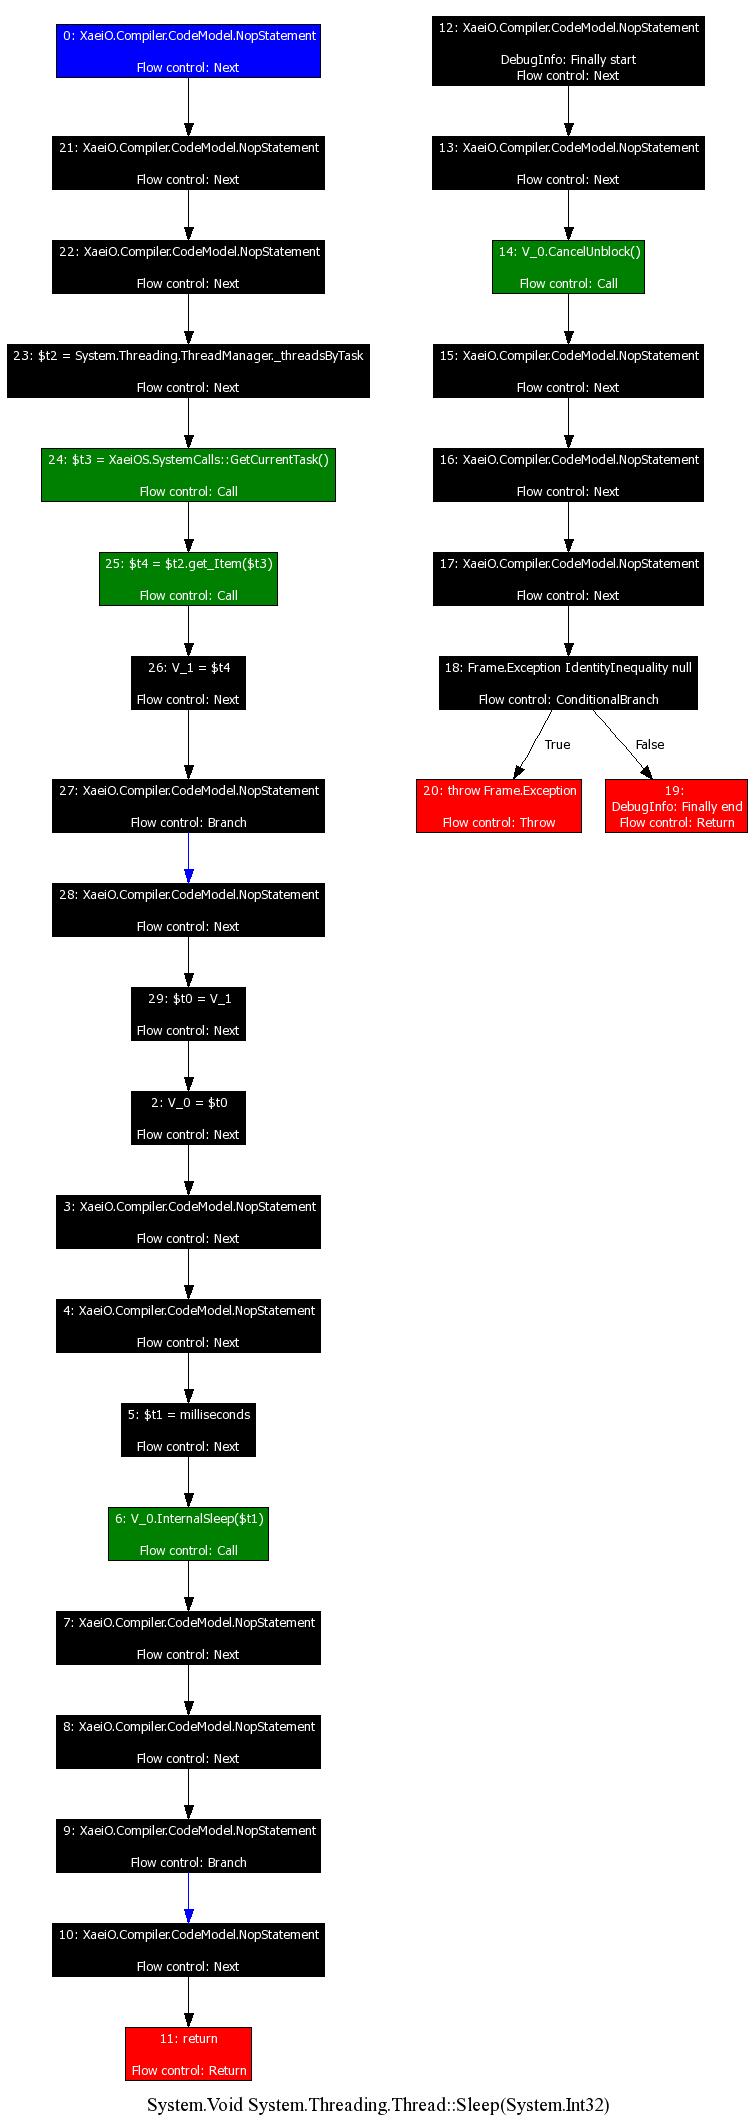 0: XaeiO.Compiler.CodeModel.NopStatement
Flow control: Next
21: XaeiO.Compiler.CodeModel.NopStatement
Flow control: Next
22: XaeiO.Compiler.CodeModel.NopStatement
Flow control: Next
23: $t2 = System.Threading.ThreadManager._threadsByTask
Flow control: Next
24: $t3 = XaeiOS.SystemCalls::GetCurrentTask()
Flow control: Call
25: $t4 = $t2.get_Item($t3)
Flow control: Call
26: V_1 = $t4
Flow control: Next
27: XaeiO.Compiler.CodeModel.NopStatement
Flow control: Branch
28: XaeiO.Compiler.CodeModel.NopStatement
Flow control: Next
29: $t0 = V_1
Flow control: Next
2: V_0 = $t0
Flow control: Next
3: XaeiO.Compiler.CodeModel.NopStatement
Flow control: Next
4: XaeiO.Compiler.CodeModel.NopStatement
Flow control: Next
5: $t1 = milliseconds
Flow control: Next
6: V_0.InternalSleep($t1)
Flow control: Call
7: XaeiO.Compiler.CodeModel.NopStatement
Flow control: Next
8: XaeiO.Compiler.CodeModel.NopStatement
Flow control: Next
9: XaeiO.Compiler.CodeModel.NopStatement
Flow control: Branch
10: XaeiO.Compiler.CodeModel.NopStatement
Flow control: Next
11: return
Flow control: Return
12: XaeiO.Compiler.CodeModel.NopStatement
DebugInfo: Finally start
Flow control: Next
13: XaeiO.Compiler.CodeModel.NopStatement
Flow control: Next
14: V_0.CancelUnblock()
Flow control: Call
15: XaeiO.Compiler.CodeModel.NopStatement
Flow control: Next
16: XaeiO.Compiler.CodeModel.NopStatement
Flow control: Next
17: XaeiO.Compiler.CodeModel.NopStatement
Flow control: Next
18: Frame.Exception IdentityInequality null
Flow control: ConditionalBranch
True
False
20: throw Frame.Exception
Flow control: Throw
19:
DebugInfo: Finally end
Flow control: Return
System.Void System.Threading.Thread::Sleep(System.Int32)